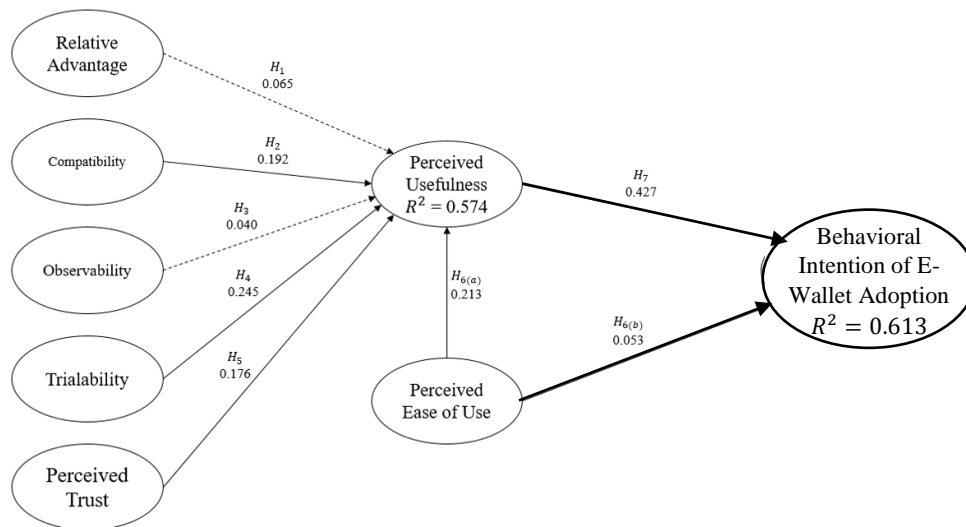 Relative
Advantage
H₁
0.065
Compatibility
H₂
0.192
Observability
H₃
0.040
Trialability
H₄
0.245
Perceived
Trust
H₅
0.176
Perceived
Usefulness
R² = 0.574
H₆₍ₐ₎
0.213
Perceived
Ease of Use
H₇
0.427
H₆₍b₎
0.053
Behavioral
Intention of E-
Wallet Adoption
R² = 0.613